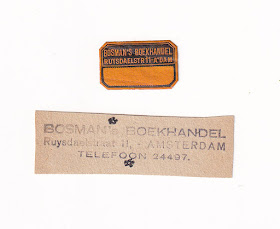 BOSMAN'S BOEKHANDEL
RUYSDAELSTR 11-A'DAM
BOSMAN's BOEKHANDEL
Ruysdaelstraat 11, - AMSTERDAM
TELEFOON 24497.